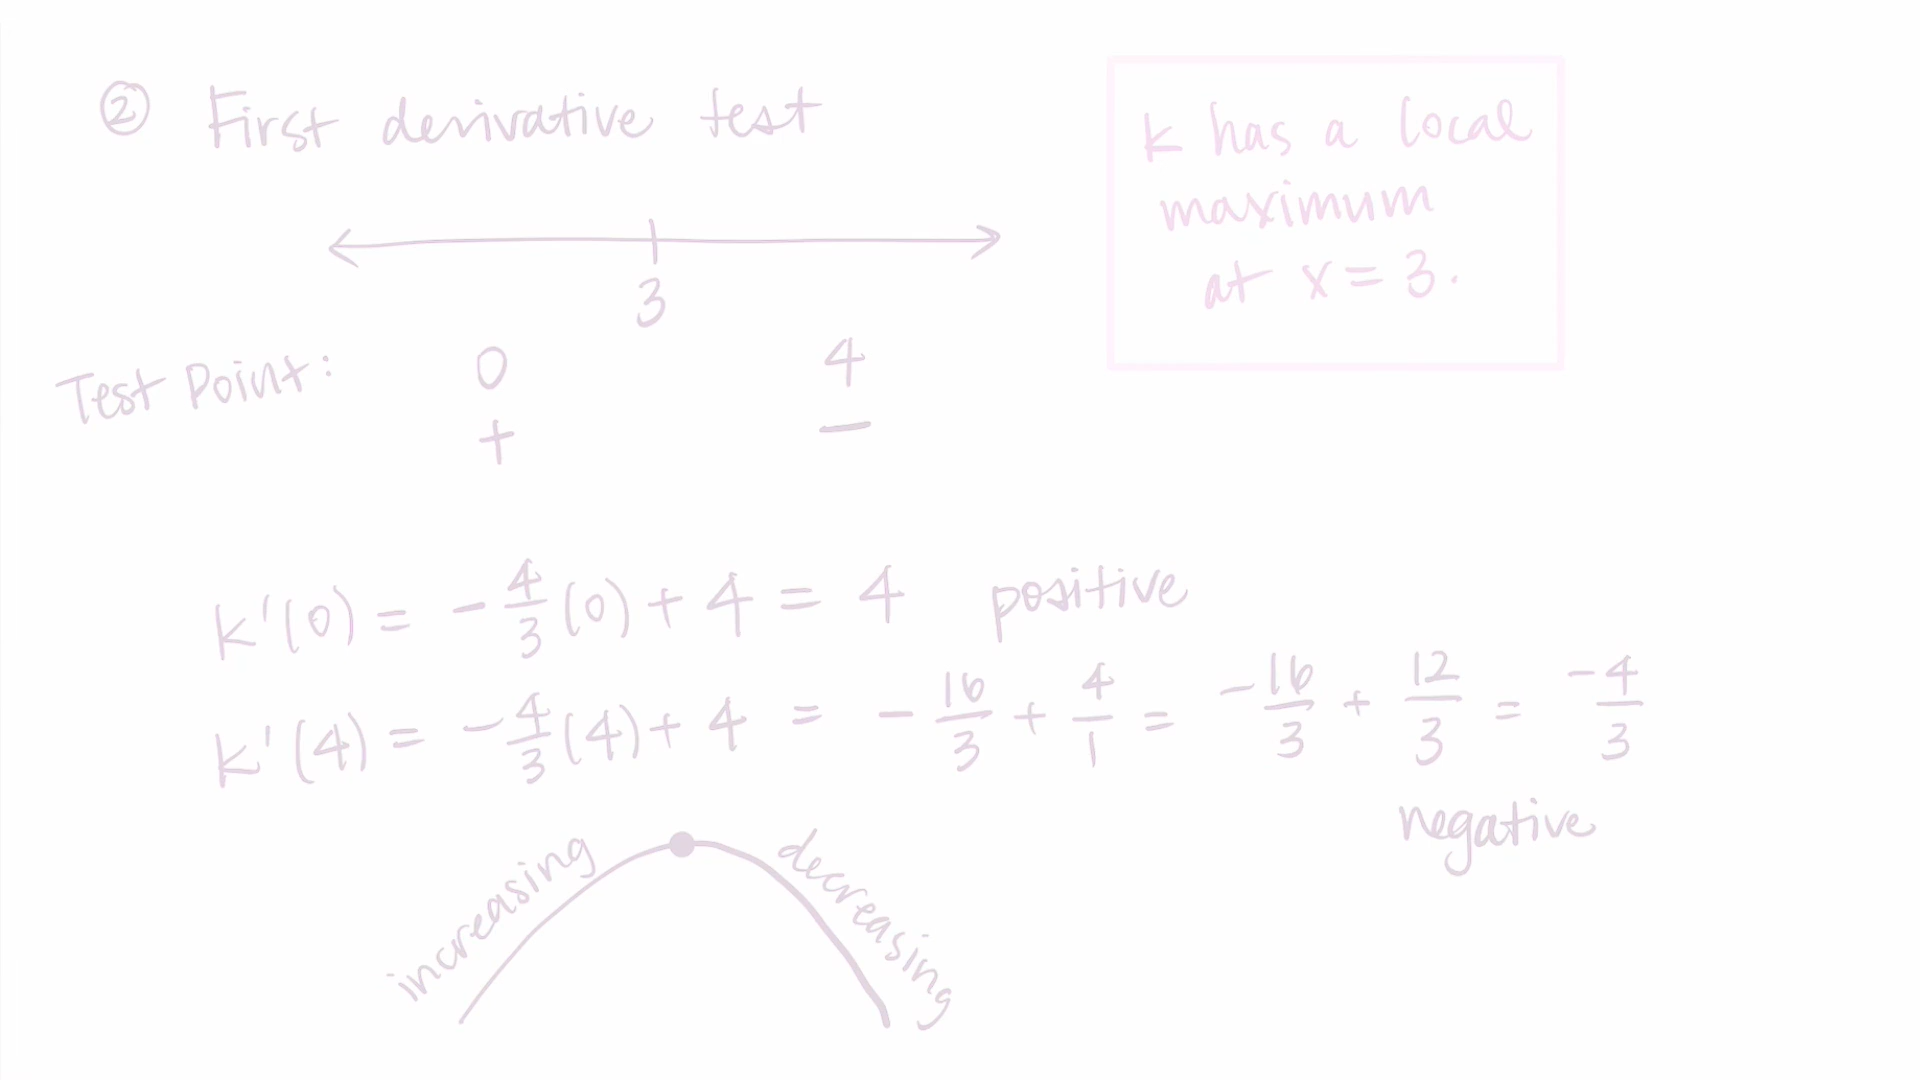 ② First derivative test
k has a local
maximum
at x = 3.
3
Test Point: 0 4
+ −
k'(0) = -4/3(0) + 4 = 4 positive
k'(4) = -4/3(4) + 4 = -16/3 + 4/1 = -16/3 + 12/3 = -4/3
negative
increasing
decreasing